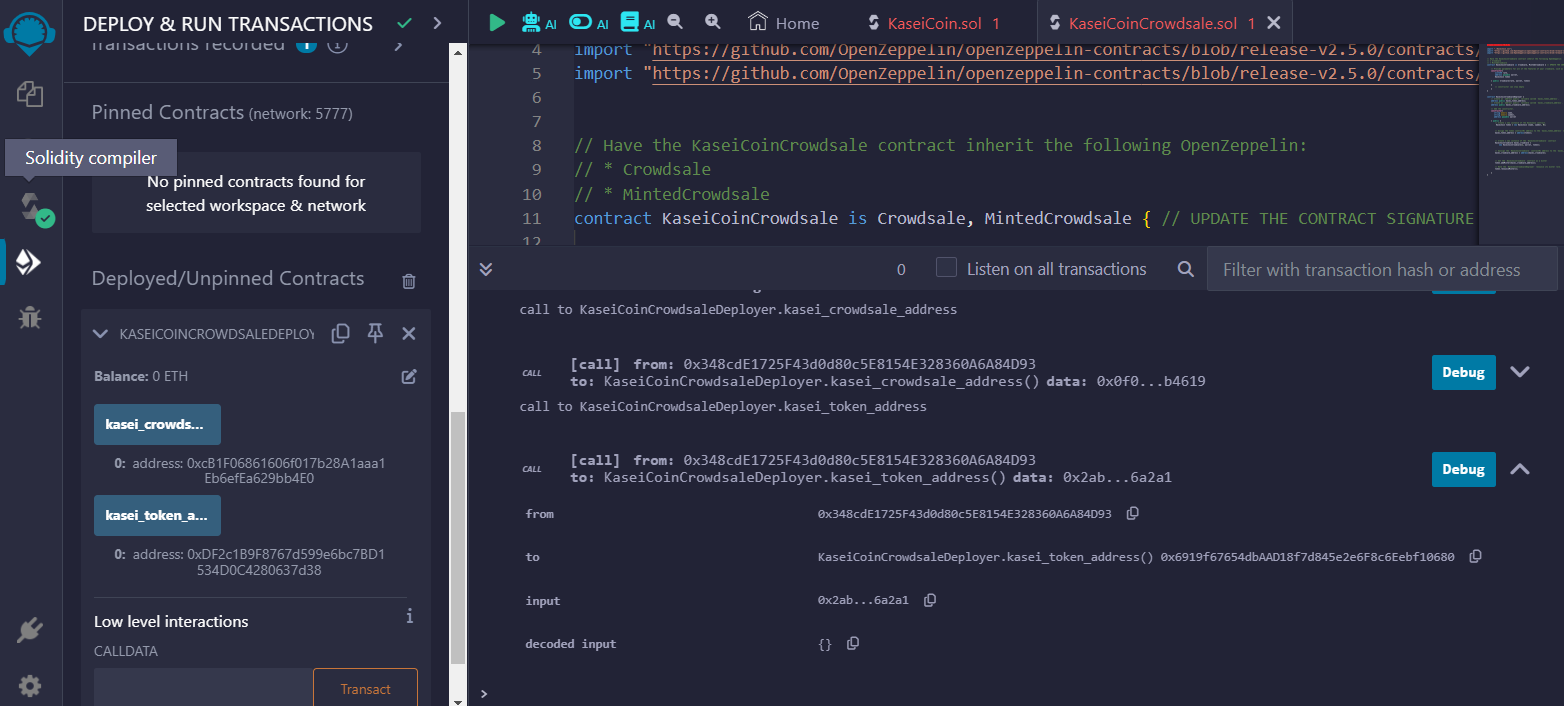 DEPLOY & RUN TRANSACTIONS
Transactions recorded 1 i
Pinned Contracts (network: 5777)
Solidity compiler
No pinned contracts found for
selected workspace & network
Deployed/Unpinned Contracts
KASEICOINCROWDSALEDEPLOY
Balance: 0 ETH
kasei_crowds...
0: address: 0xcB1F06861606f017b28A1aaa1
Eb6efEa629bb4E0
kasei_token_a...
0: address: 0xDF2c1B9F8767d599e6bc7BD1
534D0C4280637d38
Low level interactions
i
CALLDATA
Transact
AI AI AI Home KaseiCoin.sol 1 KaseiCoinCrowdsale.sol 1
4 import "https://github.com/OpenZeppelin/openzeppelin-contracts/blob/release-v2.5.0/contracts/
5 import "https://github.com/OpenZeppelin/openzeppelin-contracts/blob/release-v2.5.0/contracts/
6
7
8 // Have the KaseiCoinCrowdsale contract inherit the following OpenZeppelin:
9 // * Crowdsale
10 // * MintedCrowdsale
11 contract KaseiCoinCrowdsale is Crowdsale, MintedCrowdsale { // UPDATE THE CONTRACT SIGNATURE
12
0 Listen on all transactions Filter with transaction hash or address
call to KaseiCoinCrowdsaleDeployer.kasei_crowdsale_address
CALL [call] from: 0x348cdE1725F43d0d80c5E8154E328360A6A84D93
to: KaseiCoinCrowdsaleDeployer.kasei_crowdsale_address() data: 0x0f0...b4619
Debug
call to KaseiCoinCrowdsaleDeployer.kasei_token_address
CALL [call] from: 0x348cdE1725F43d0d80c5E8154E328360A6A84D93
to: KaseiCoinCrowdsaleDeployer.kasei_token_address() data: 0x2ab...6a2a1
Debug
from 0x348cdE1725F43d0d80c5E8154E328360A6A84D93
to KaseiCoinCrowdsaleDeployer.kasei_token_address() 0x6919f67654dbAAD18f7d845e2e6F8c6Eebf10680
input 0x2ab...6a2a1
decoded input {}
>